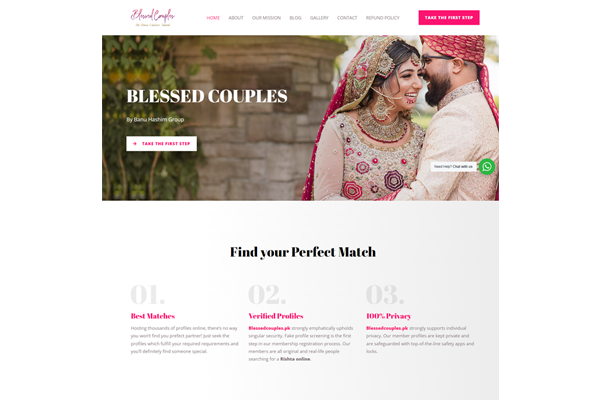 Blessed Couples
HOME ABOUT OUR MISSION BLOG GALLERY CONTACT REFUND POLICY
TAKE THE FIRST STEP
BLESSED COUPLES
By Banu Hashim Group
TAKE THE FIRST STEP
Need Help? Chat with us
Find your Perfect Match
01.
Best Matches
Hosting thousands of profiles online, there's no way
you won't find you prefect partner! Just seek the
profiles which fulfill your required requirements and
you'll definitely find someone special.
02.
Verified Profiles
Blessedcouples.pk strongly emphatically upholds
singular security. Take profile screening is the first
step in our membership registration process. Our
members are all original and real-life people
searching for a Rishta online.
03.
100% Privacy
Blessedcouples.pk strongly supports individual
privacy. Our member profiles are kept private and
are safeguarded with top-of-the-line safety apps and
locks.